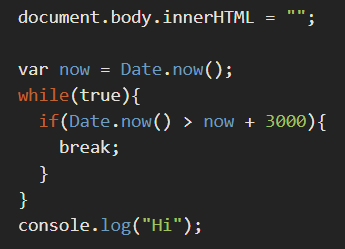 document.body.innerHTML = "";
var now = Date.now();
while(true){
if(Date.now() > now + 3000){
break;
}
}
console.log("Hi");